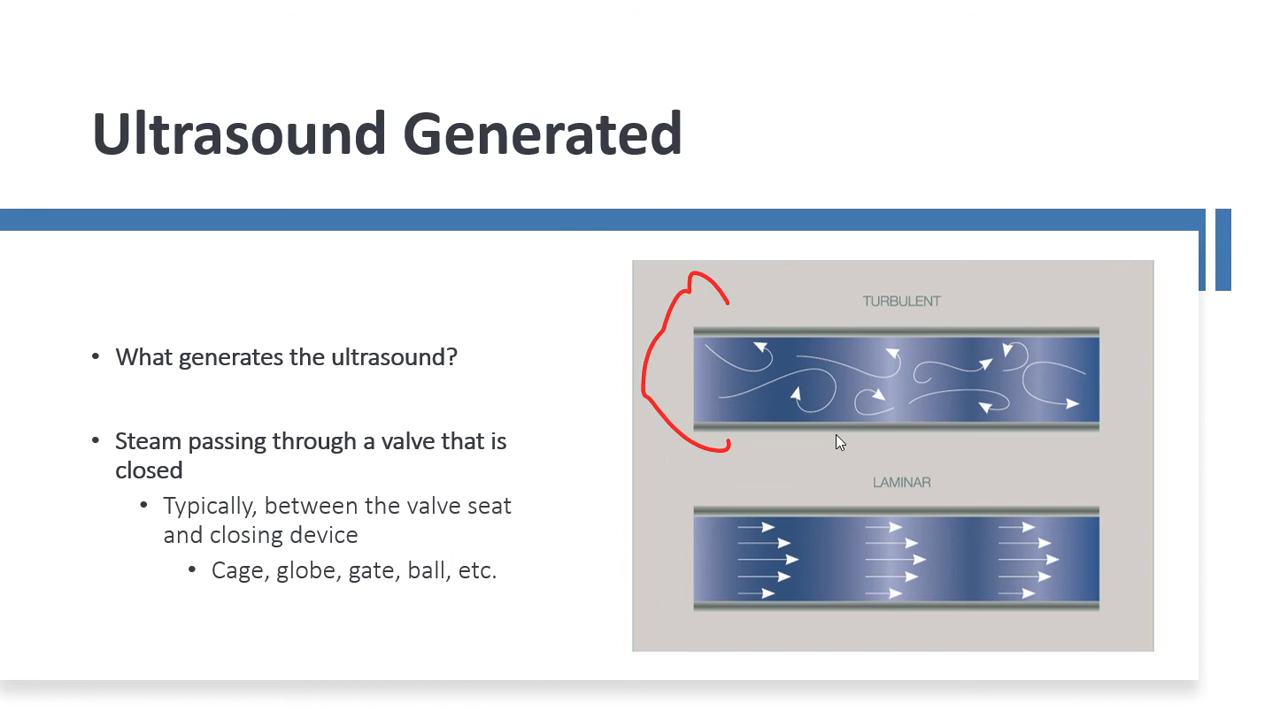 Ultrasound Generated
• What generates the ultrasound?
• Steam passing through a valve that is
closed
• Typically, between the valve seat
and closing device
• Cage, globe, gate, ball, etc.
TURBULENT
LAMINAR